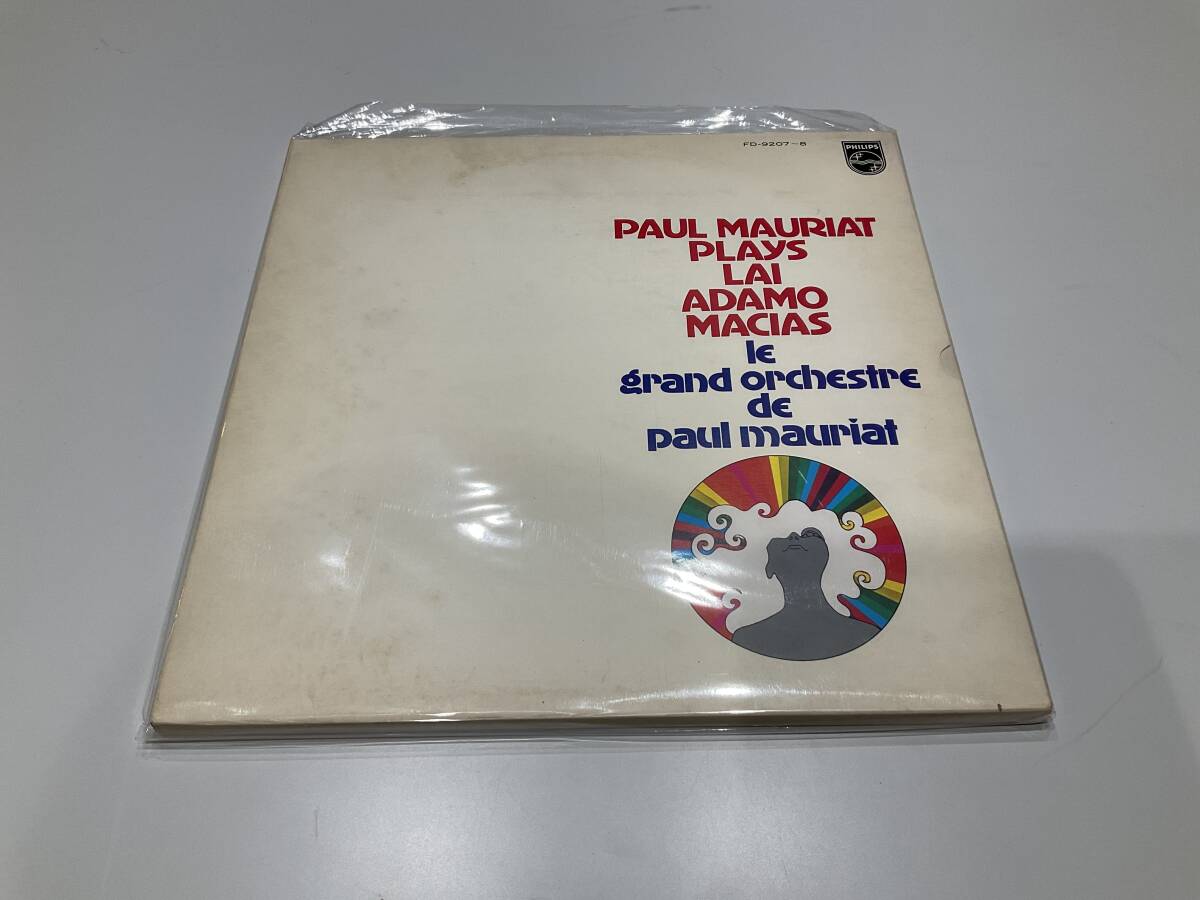 FD-9207~8
PHILIPS
PAUL MAURIAT
PLAYS
LAI
ADAMO
MACIAS
le
grand orchestre
de
paul mauriat